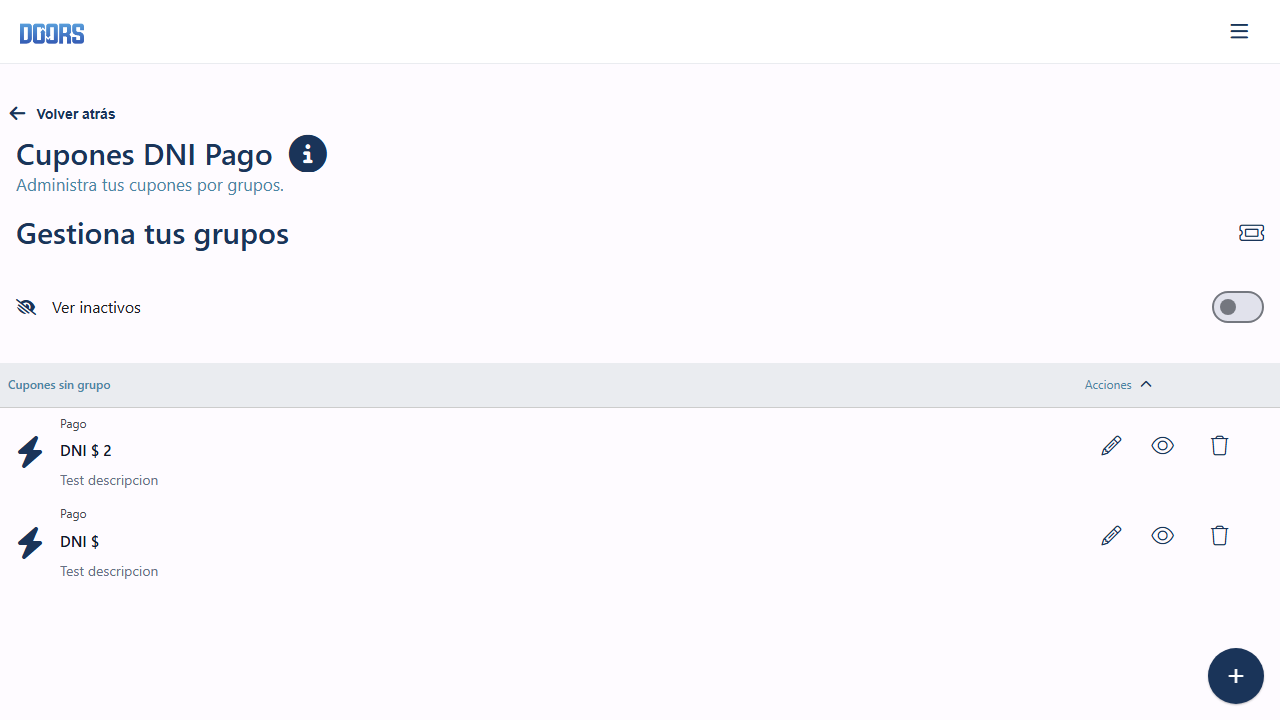 DOORS
Volver atrás
Cupones DNI Pago
Administra tus cupones por grupos.
Gestiona tus grupos
Ver inactivos
Cupones sin grupo
Acciones
Pago
DNI $ 2
Test descripcion
Pago
DNI $
Test descripcion